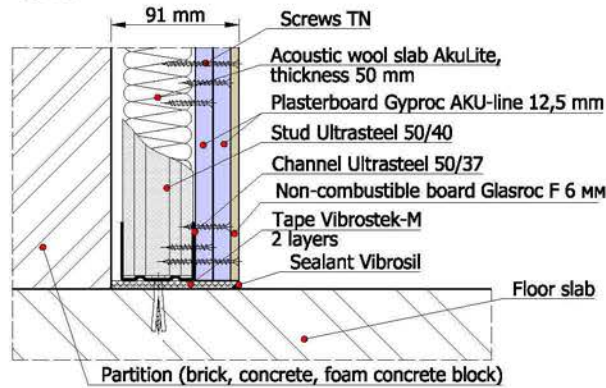 91 mm
Screws TN
Acoustic wool slab AkuLite,
thickness 50 mm
Plasterboard Gyproc AKU-line 12,5 mm
Stud Ultrasteel 50/40
Channel Ultrasteel 50/37
Non-combustible board Glasroc F 6 мм
Tape Vibrostek-M
2 layers
Sealant Vibrosil
Floor slab
Partition (brick, concrete, foam concrete block)